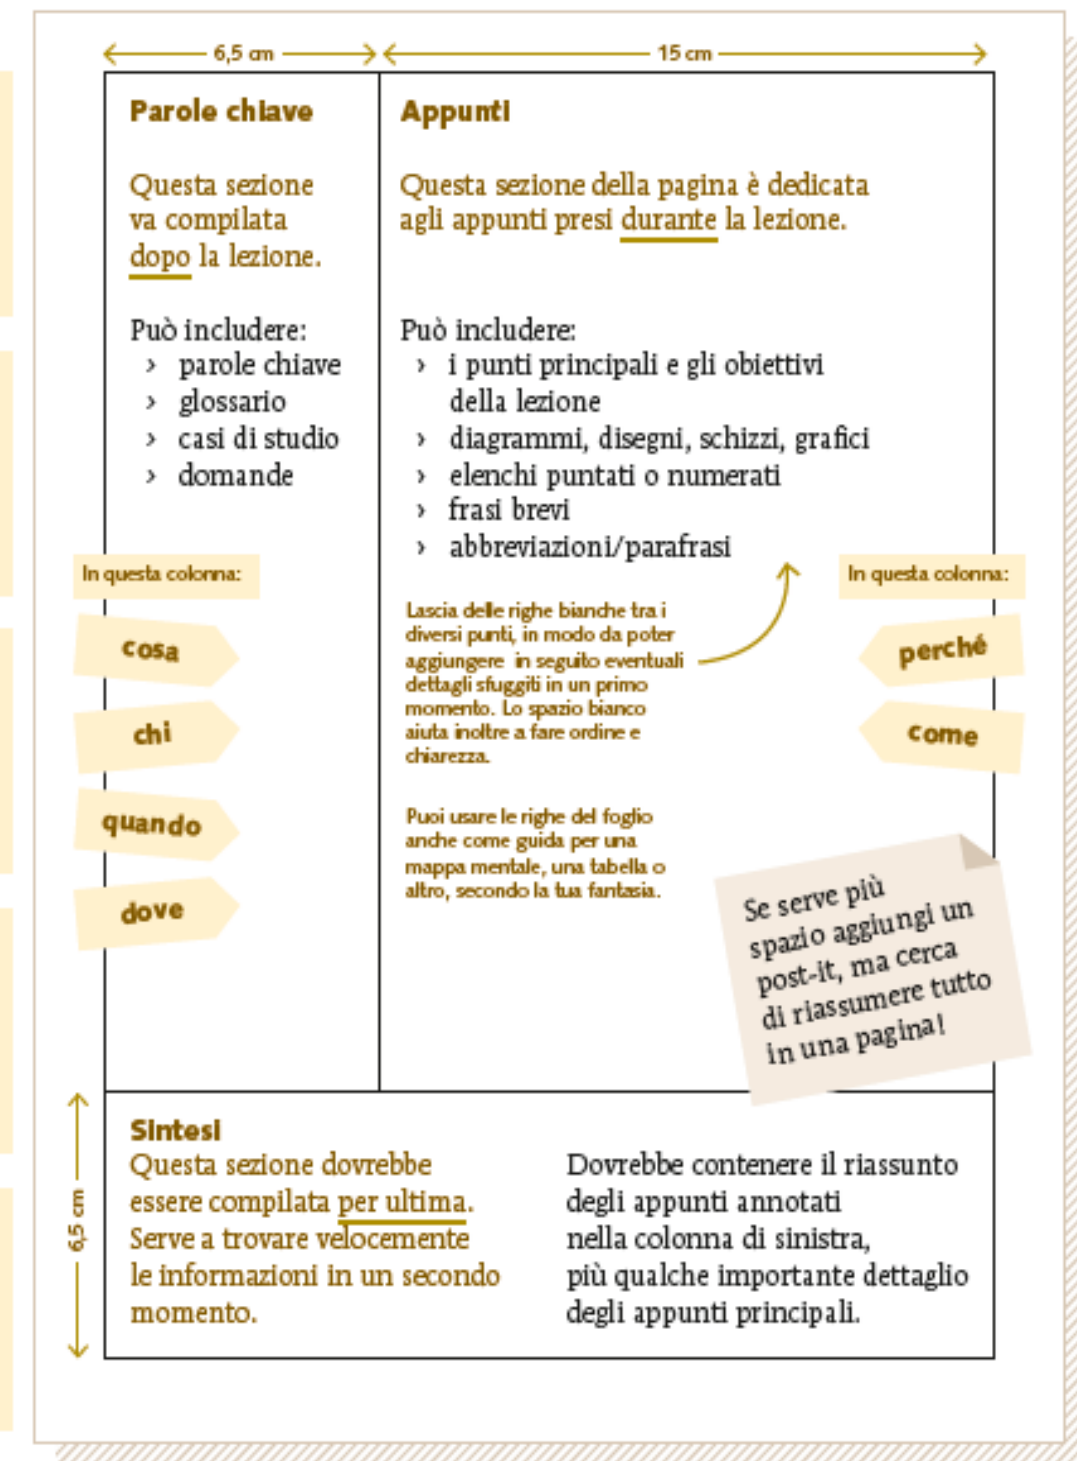 6,5 cm
15 cm
Parole chiave
Questa sezione
va compilata
dopo la lezione.
Può includere:
› parole chiave
› glossario
› casi di studio
› domande
In questa colonna:
cosa
chi
quando
dove
Appunti
Questa sezione della pagina è dedicata
agli appunti presi durante la lezione.
Può includere:
› i punti principali e gli obiettivi
della lezione
› diagrammi, disegni, schizzi, grafici
› elenchi puntati o numerati
› frasi brevi
› abbreviazioni/parafrasi
Lascia delle righe bianche tra i
diversi punti, in modo da poter
aggiungere in seguito eventuali
dettagli sfuggiti in un primo
momento. Lo spazio bianco
aiuta inoltre a fare ordine e
chiarezza.
Puoi usare le righe del foglio
anche come guida per una
mappa mentale, una tabella o
altro, secondo la tua fantasia.
In questa colonna:
perché
come
Se serve più
spazio aggiungi un
post-it, ma cerca
di riassumere tutto
in una pagina!
6,5 cm
Sintesi
Questa sezione dovrebbe
essere compilata per ultima.
Serve a trovare velocemente
le informazioni in un secondo
momento.
Dovrebbe contenere il riassunto
degli appunti annotati
nella colonna di sinistra,
più qualche importante dettaglio
degli appunti principali.